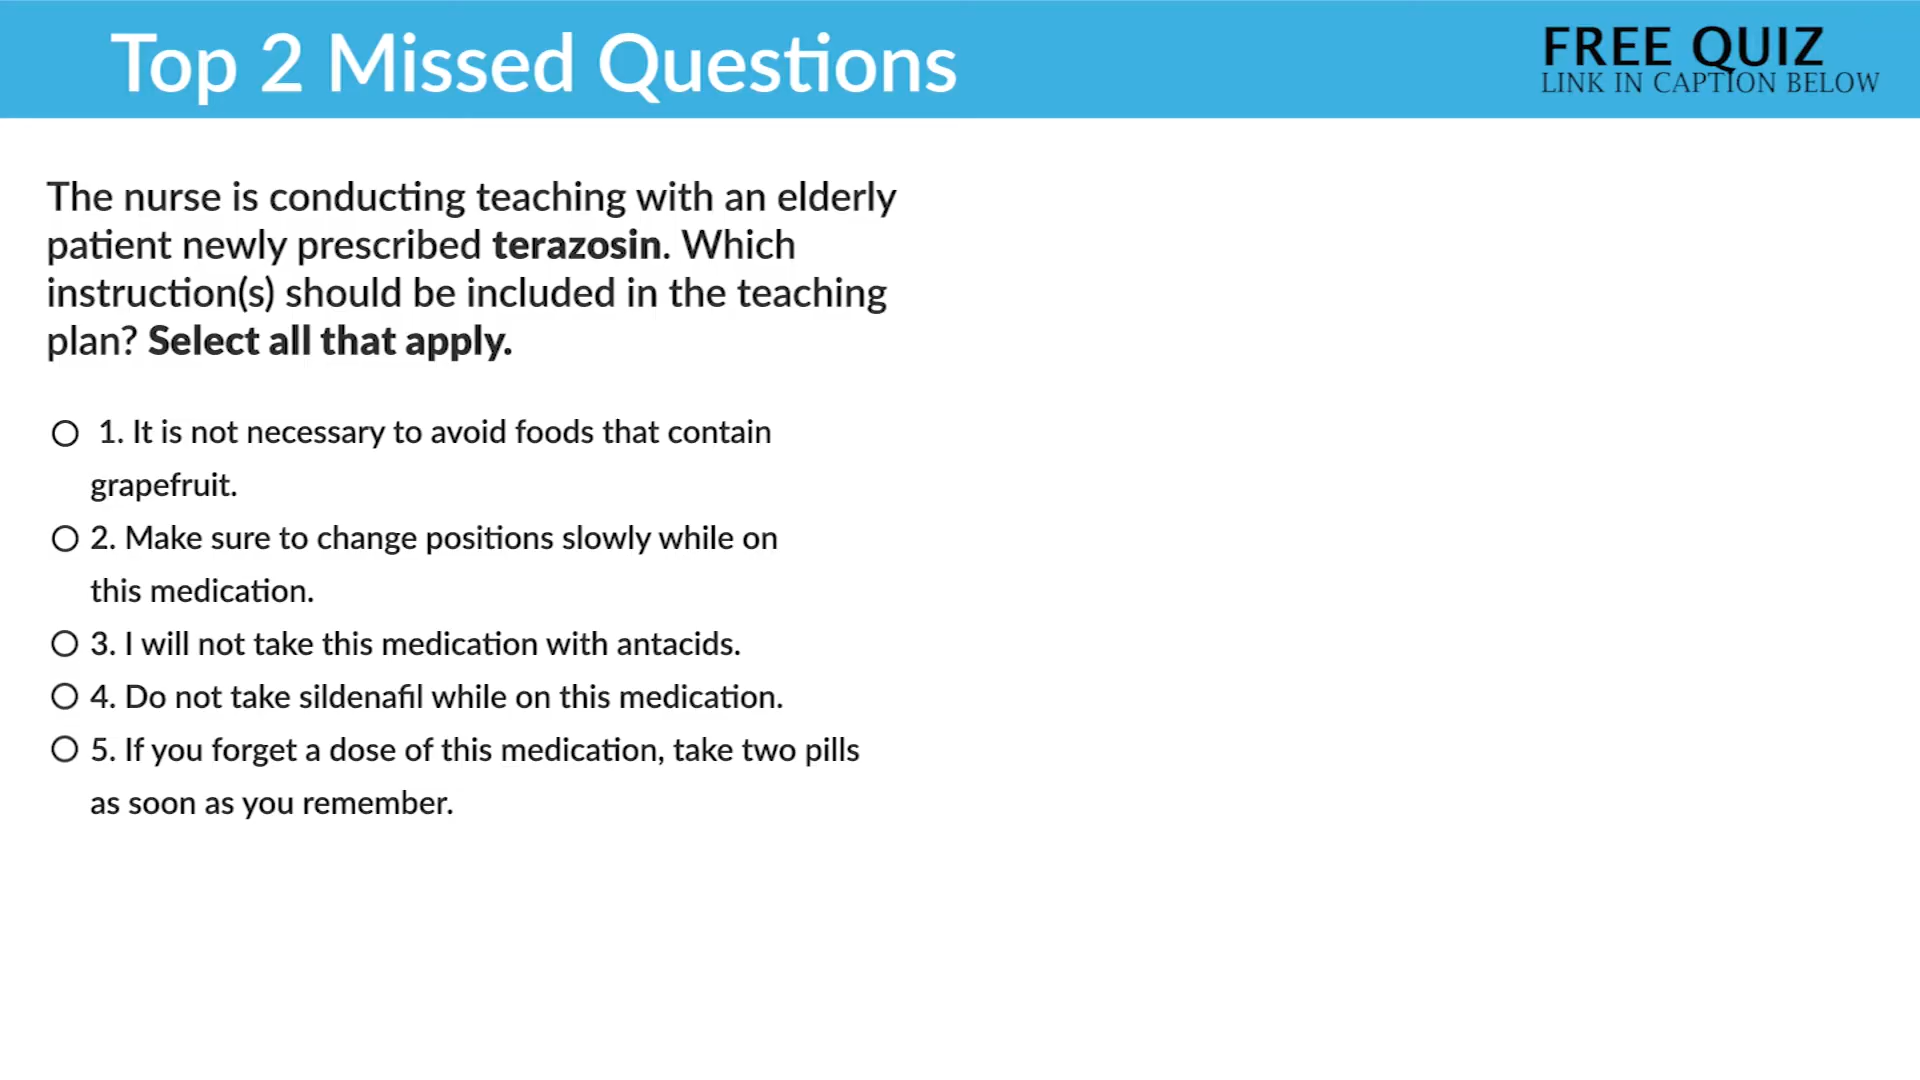 Top 2 Missed Questions
FREE QUIZ
LINK IN CAPTION BELOW
The nurse is conducting teaching with an elderly
patient newly prescribed terazosin. Which
instruction(s) should be included in the teaching
plan? Select all that apply.
1. It is not necessary to avoid foods that contain
grapefruit.
2. Make sure to change positions slowly while on
this medication.
3. I will not take this medication with antacids.
4. Do not take sildenafil while on this medication.
5. If you forget a dose of this medication, take two pills
as soon as you remember.